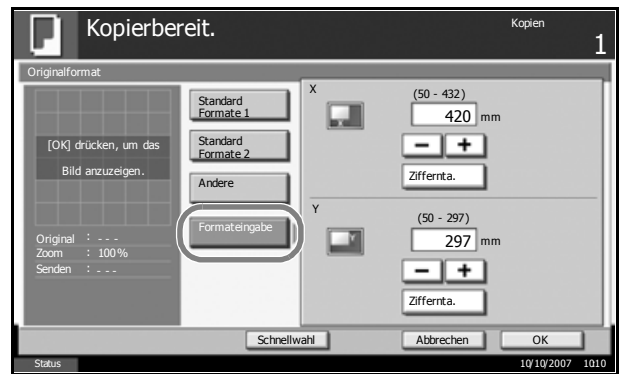 Kopierbereit.
Kopien
1
Originalformat
[OK] drücken, um das
Bild anzuzeigen.
Original : - - -
Zoom : 100%
Senden : - - -
Standard
Formate 1
Standard
Formate 2
Andere
Formateingabe
X
(50 - 432)
420 mm
Ziffernta.
Y
(50 - 297)
297 mm
Ziffernta.
Schnellwahl
Abbrechen
OK
Status
10/10/2007 10:10